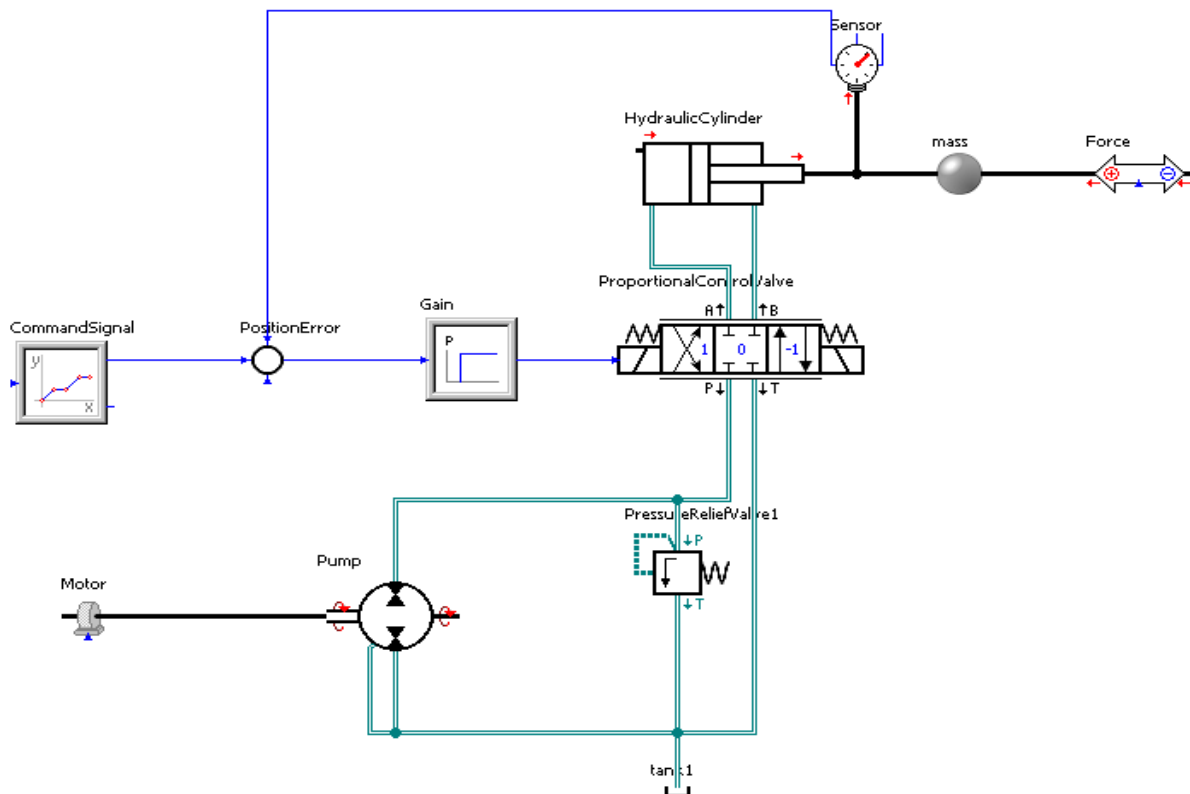 Sensor
HydraulicCylinder
mass
Force
ProportionalControlValve
A B
Gain
CommandSignal
PositionError
P
y
x
1 0 -1
P T
PressureReliefValve1
P
Pump
Motor
T
tank1